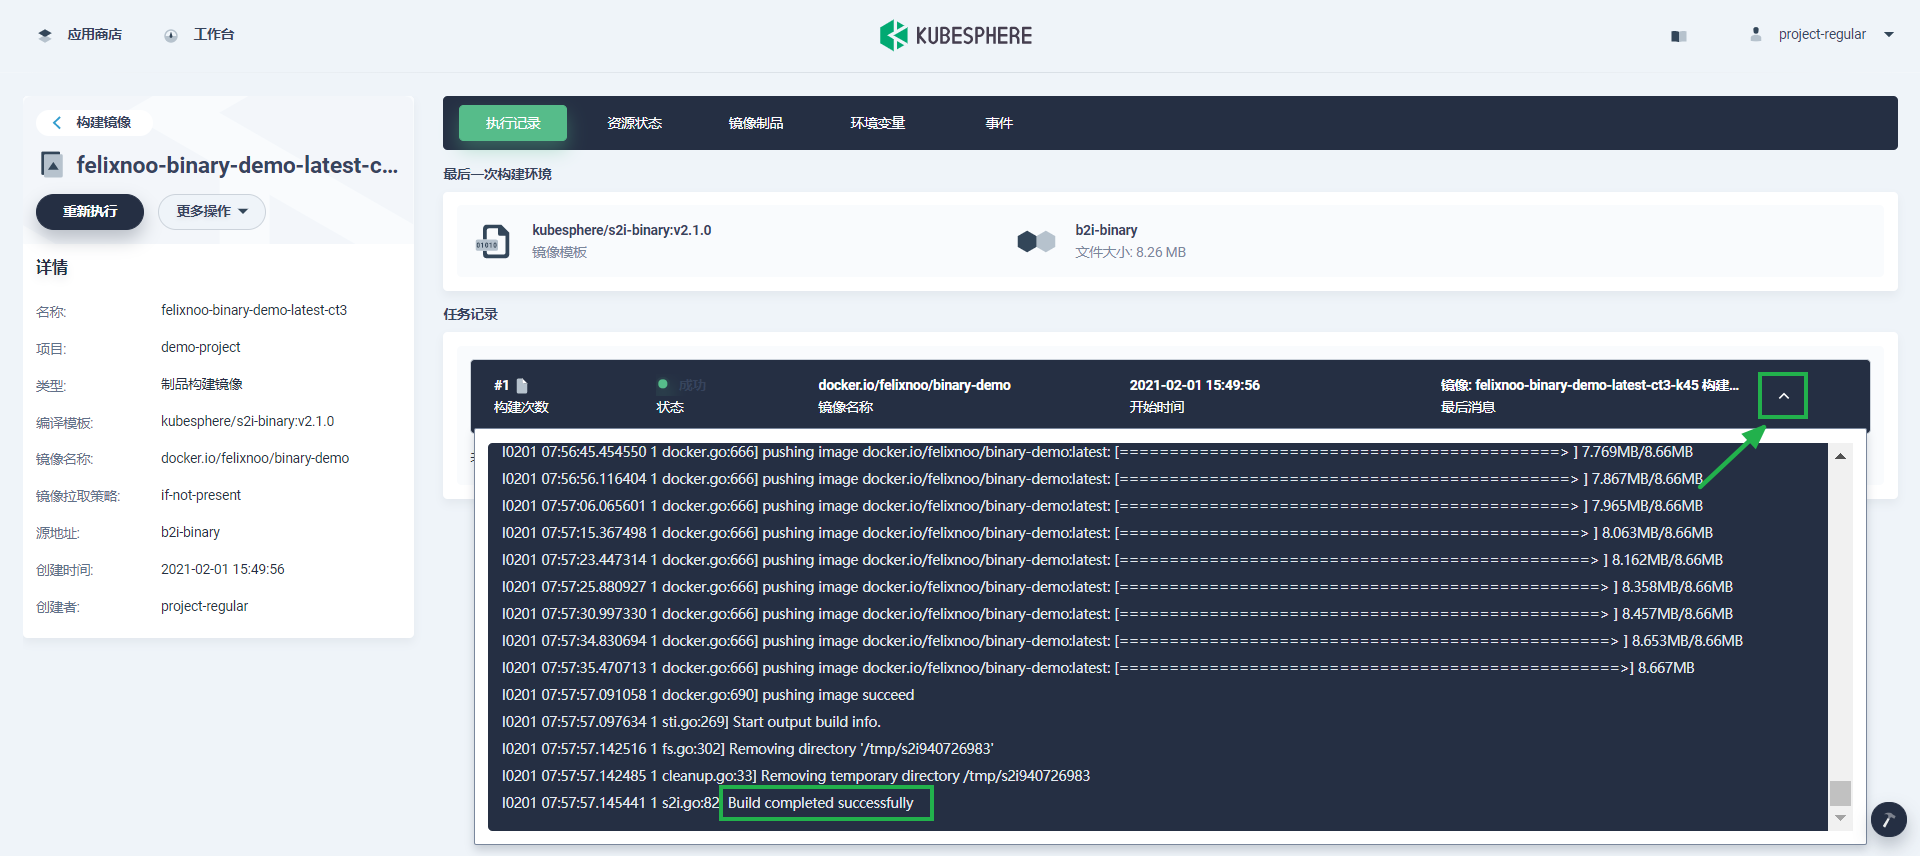 应用商店
工作台
KUBESPHERE
project-regular
构建镜像
felixnoo-binary-demo-latest-c...
重新执行
更多操作
详情
名称:
felixnoo-binary-demo-latest-ct3
项目:
demo-project
类型:
制品构建镜像
编译模板:
kubesphere/s2i-binary:v2.1.0
镜像名称:
docker.io/felixnoo/binary-demo
镜像拉取策略:
if-not-present
源地址:
b2i-binary
创建时间:
2021-02-01 15:49:56
创建者:
project-regular
执行记录
资源状态
镜像制品
环境变量
事件
最后一次构建环境
01010
kubesphere/s2i-binary:v2.1.0
镜像模板
b2i-binary
文件大小: 8.26 MB
任务记录
#1
构建次数
成功
状态
docker.io/felixnoo/binary-demo
镜像名称
2021-02-01 15:49:56
开始时间
镜像: felixnoo-binary-demo-latest-ct3-k45 构建...
最后消息
I0201 07:56:45.454550 1 docker.go:666] pushing image docker.io/felixnoo/binary-demo:latest: [============================================> ] 7.769MB/8.66MB
I0201 07:56:56.116404 1 docker.go:666] pushing image docker.io/felixnoo/binary-demo:latest: [=============================================> ] 7.867MB/8.66MB
I0201 07:57:06.065601 1 docker.go:666] pushing image docker.io/felixnoo/binary-demo:latest: [=============================================> ] 7.965MB/8.66MB
I0201 07:57:15.367498 1 docker.go:666] pushing image docker.io/felixnoo/binary-demo:latest: [==============================================> ] 8.063MB/8.66MB
I0201 07:57:23.447314 1 docker.go:666] pushing image docker.io/felixnoo/binary-demo:latest: [===============================================> ] 8.162MB/8.66MB
I0201 07:57:25.880927 1 docker.go:666] pushing image docker.io/felixnoo/binary-demo:latest: [================================================> ] 8.358MB/8.66MB
I0201 07:57:30.997330 1 docker.go:666] pushing image docker.io/felixnoo/binary-demo:latest: [================================================> ] 8.457MB/8.66MB
I0201 07:57:34.830694 1 docker.go:666] pushing image docker.io/felixnoo/binary-demo:latest: [=================================================> ] 8.653MB/8.66MB
I0201 07:57:35.470713 1 docker.go:666] pushing image docker.io/felixnoo/binary-demo:latest: [==================================================>] 8.667MB
I0201 07:57:57.091058 1 docker.go:690] pushing image succeed
I0201 07:57:57.097634 1 sti.go:269] Start output build info.
I0201 07:57:57.142516 1 fs.go:302] Removing directory '/tmp/s2i940726983'
I0201 07:57:57.142485 1 cleanup.go:33] Removing temporary directory /tmp/s2i940726983
I0201 07:57:57.145441 1 s2i.go:82 Build completed successfully